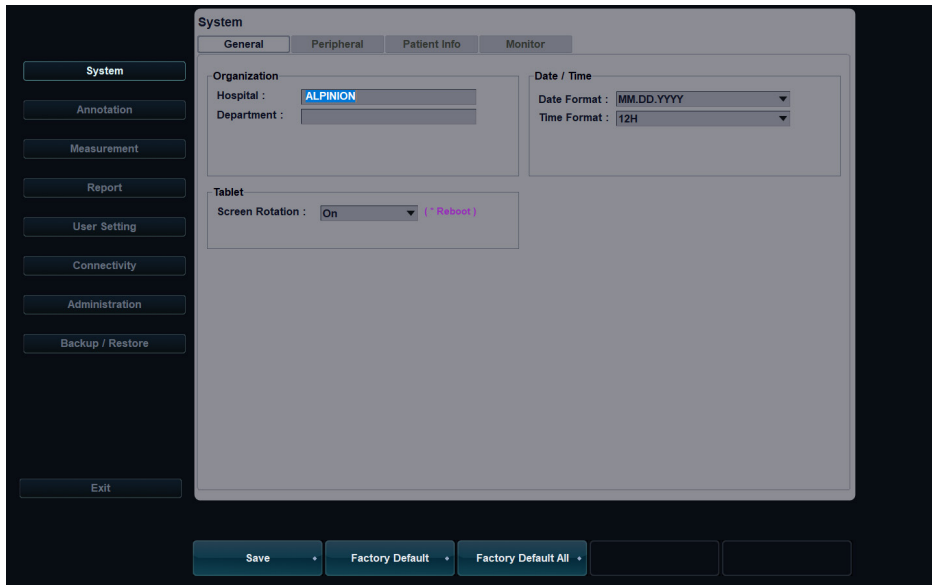 System
General Peripheral Patient Info Monitor
System
Annotation
Measurement
Report
User Setting
Connectivity
Administration
Backup / Restore
Exit
Organization
Hospital : ALPINION
Department :
Date / Time
Date Format : MM.DD.YYYY
Time Format : 12H
Tablet
Screen Rotation : On (* Reboot)
Save Factory Default Factory Default All